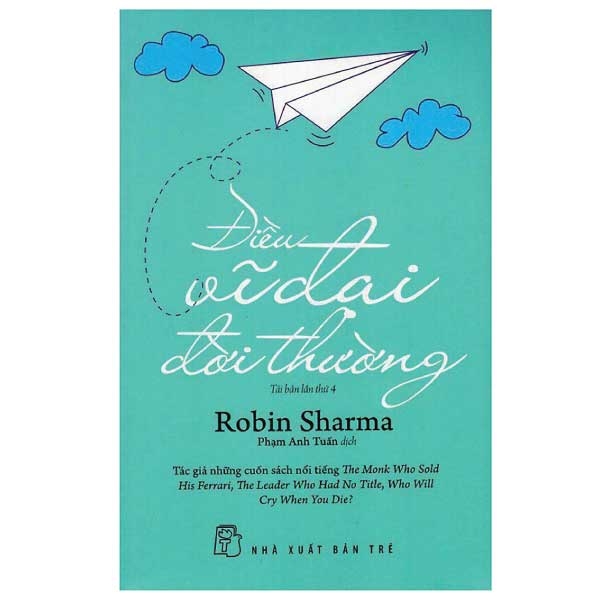 Điều
vĩ đại
đời thường
Tái bản lần thứ 4
Robin Sharma
Phạm Anh Tuấn dịch
Tác giả những cuốn sách nổi tiếng The Monk Who Sold
His Ferrari, The Leader Who Had No Title, Who Will
Cry When You Die?
NHÀ XUẤT BẢN TRẺ